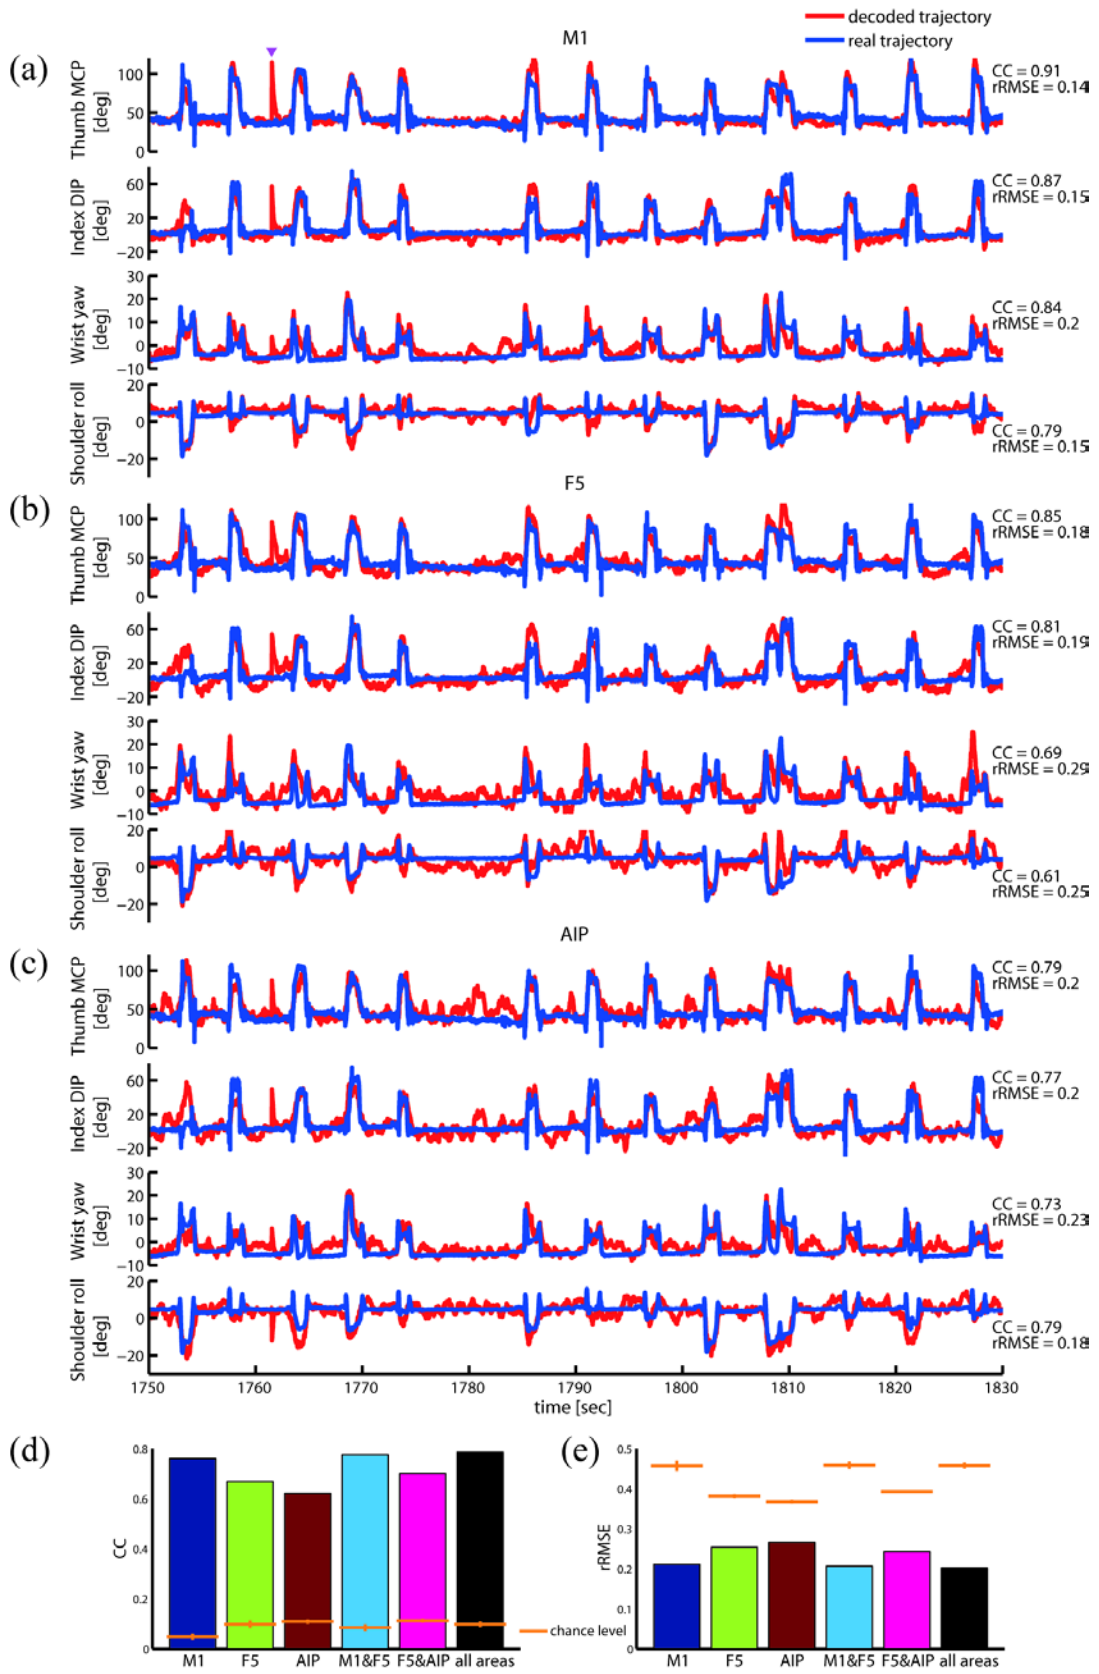 decoded trajectory
real trajectory
M1
(a)
Thumb MCP
[deg]
100
50
0
CC = 0.91
rRMSE = 0.14
Index DIP
[deg]
60
20
−20
CC = 0.87
rRMSE = 0.15
Wrist yaw
[deg]
30
20
10
0
−10
CC = 0.84
rRMSE = 0.2
Shoulder roll
[deg]
20
0
−20
CC = 0.79
rRMSE = 0.15
F5
(b)
Thumb MCP
[deg]
100
50
0
CC = 0.85
rRMSE = 0.18
Index DIP
[deg]
60
20
−20
CC = 0.81
rRMSE = 0.19
Wrist yaw
[deg]
30
20
10
0
−10
CC = 0.69
rRMSE = 0.29
Shoulder roll
[deg]
20
0
−20
CC = 0.61
rRMSE = 0.25
AIP
(c)
Thumb MCP
[deg]
100
50
0
CC = 0.79
rRMSE = 0.2
Index DIP
[deg]
60
20
−20
CC = 0.77
rRMSE = 0.2
Wrist yaw
[deg]
30
20
10
0
−10
CC = 0.73
rRMSE = 0.23
Shoulder roll
[deg]
20
0
−20
CC = 0.79
rRMSE = 0.18
1750 1760 1770 1780 1790 1800 1810 1820 1830
time [sec]
(d)
CC
0.8
0.6
0.4
0.2
0
M1 F5 AIP M1&F5 F5&AIP all areas
chance level
(e)
rRMSE
0.5
0.4
0.3
0.2
0.1
0
M1 F5 AIP M1&F5 F5&AIP all areas